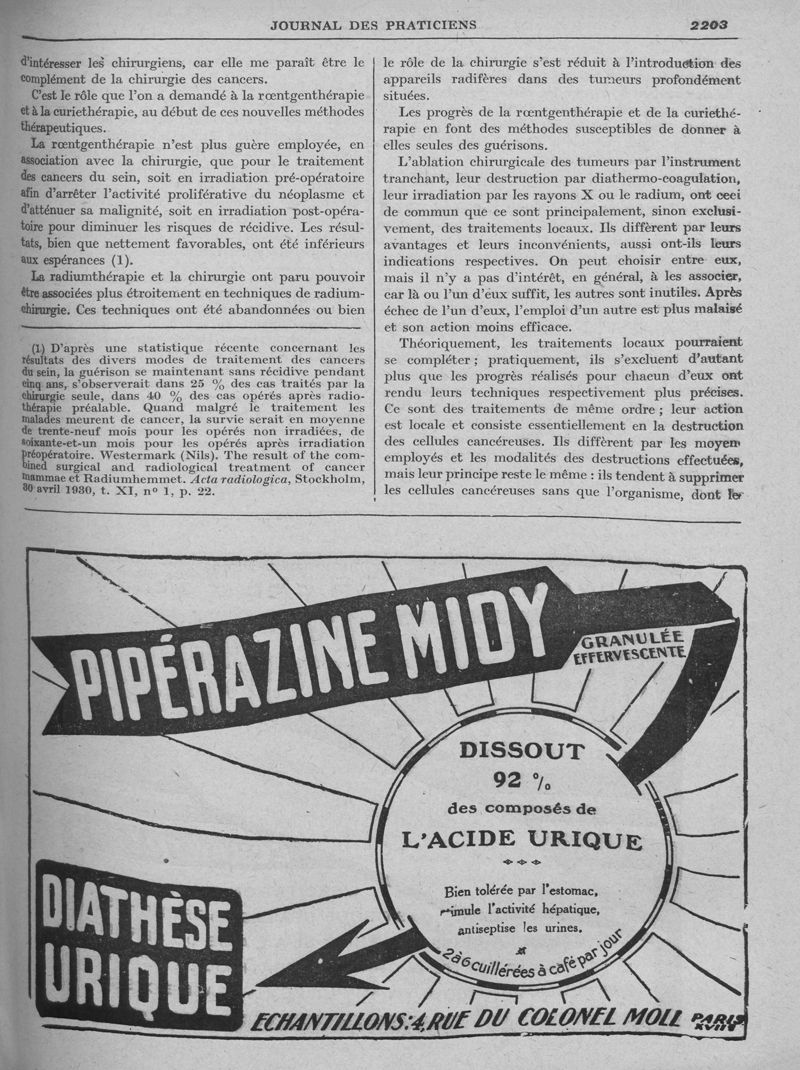 JOURNAL DES PRATICIENS 2203
d'intéresser les chirurgiens, car elle me paraît être le
complément de la chirurgie des cancers.
C'est le rôle que l'on a demandé à la rœntgenthérapie
et à la curiethérapie, au début de ces nouvelles méthodes
thérapeutiques.
La rœntgenthérapie n'est plus guère employée, en
association avec la chirurgie, que pour le traitement
des cancers du sein, soit en irradiation pré-opératoire
afin d'arrêter l'activité proliférative du néoplasme et
d'atténuer sa malignité, soit en irradiation post-opéra-
toire pour diminuer les risques de récidive. Les résul-
tats, bien que nettement favorables, ont été inférieurs
aux espérances (1).
La radiumthérapie et la chirurgie ont paru pouvoir
être associées plus étroitement en techniques de radium-
chirurgie. Ces techniques ont été abandonnées ou bien
(1) D'après une statistique récente concernant les
résultats des divers modes de traitement des cancers
du sein, la guérison se maintenant sans récidive pendant
cinq ans, s'observerait dans 25 % des cas traités par la
chirurgie seule, dans 40 % des cas opérés après radio-
thérapie préalable. Quand malgré le traitement les
malades meurent de cancer, la survie serait en moyenne
de trente-neuf mois pour les opérés non irradiées, de
soixante-et-un mois pour les opérés après irradiation
préopératoire. Westermark (Nils). The result of the com-
bined surgical and radiological treatment of cancer
mammae et Radiumhemmet. Acta radiologica, Stockholm,
30 avril 1930, t. XI, nº 1, p. 22.
le rôle de la chirurgie s'est réduit à l'introduction des
appareils radifères dans des tumeurs profondément
situées.
Les progrès de la rœntgenthérapie et de la curiethé-
rapie en font des méthodes susceptibles de donner à
elles seules des guérisons.
L'ablation chirurgicale des tumeurs par l'instrument
tranchant, leur destruction par diathermo-coagulation,
leur irradiation par les rayons X ou le radium, ont ceci
de commun que ce sont principalement, sinon exclusi-
vement, des traitements locaux. Ils diffèrent par leurs
avantages et leurs inconvénients, aussi ont-ils leurs
indications respectives. On peut choisir entre eux,
mais il n'y a pas d'intérêt, en général, à les associer,
car là ou l'un d'eux suffit, les autres sont inutiles. Après
échec de l'un d'eux, l'emploi d'un autre est plus malaisé
et son action moins efficace.
Théoriquement, les traitements locaux pourraient
se compléter ; pratiquement, ils s'excluent d'autant
plus que les progrès réalisés pour chacun d'eux ont
rendu leurs techniques respectivement plus précises.
Ce sont des traitements de même ordre ; leur action
est locale et consiste essentiellement en la destruction
des cellules cancéreuses. Ils diffèrent par les moyens
employés et les modalités des destructions effectuées,
mais leur principe reste le même : ils tendent à supprimer
les cellules cancéreuses sans que l'organisme, dont
PIPÉRAZINE MIDY
GRANULÉE
EFFERVESCENTE
DISSOUT
92 %
des composés de
L'ACIDE URIQUE
Bien tolérée par l'estomac,
stimule l'activité hépatique,
antiseptise les urines.
2 à 6 cuillérées à café par jour
DIATHÈSE
URIQUE
ECHANTILLONS: 4, RUE DU COLONEL MOLL PARIS
XVIIe